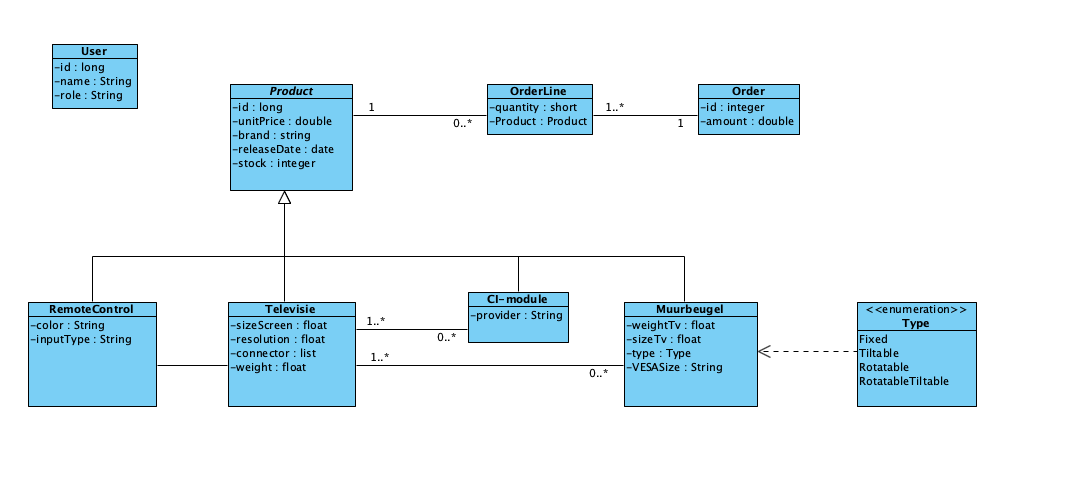 User
-id : long
-name : String
-role : String
Product
-id : long
-unitPrice : double
-brand : string
-releaseDate : date
-stock : integer
1
0..*
OrderLine
-quantity : short
-Product : Product
1..*
1
Order
-id : integer
-amount : double
RemoteControl
-color : String
-inputType : String
Televisie
-sizeScreen : float
-resolution : float
-connector : list
-weight : float
1..*
0..*
1..*
0..*
CI-module
-provider : String
Muurbeugel
-weightTv : float
-sizeTv : float
-type : Type
-VESASize : String
<<enumeration>>
Type
Fixed
Tiltable
Rotatable
RotatableTiltable